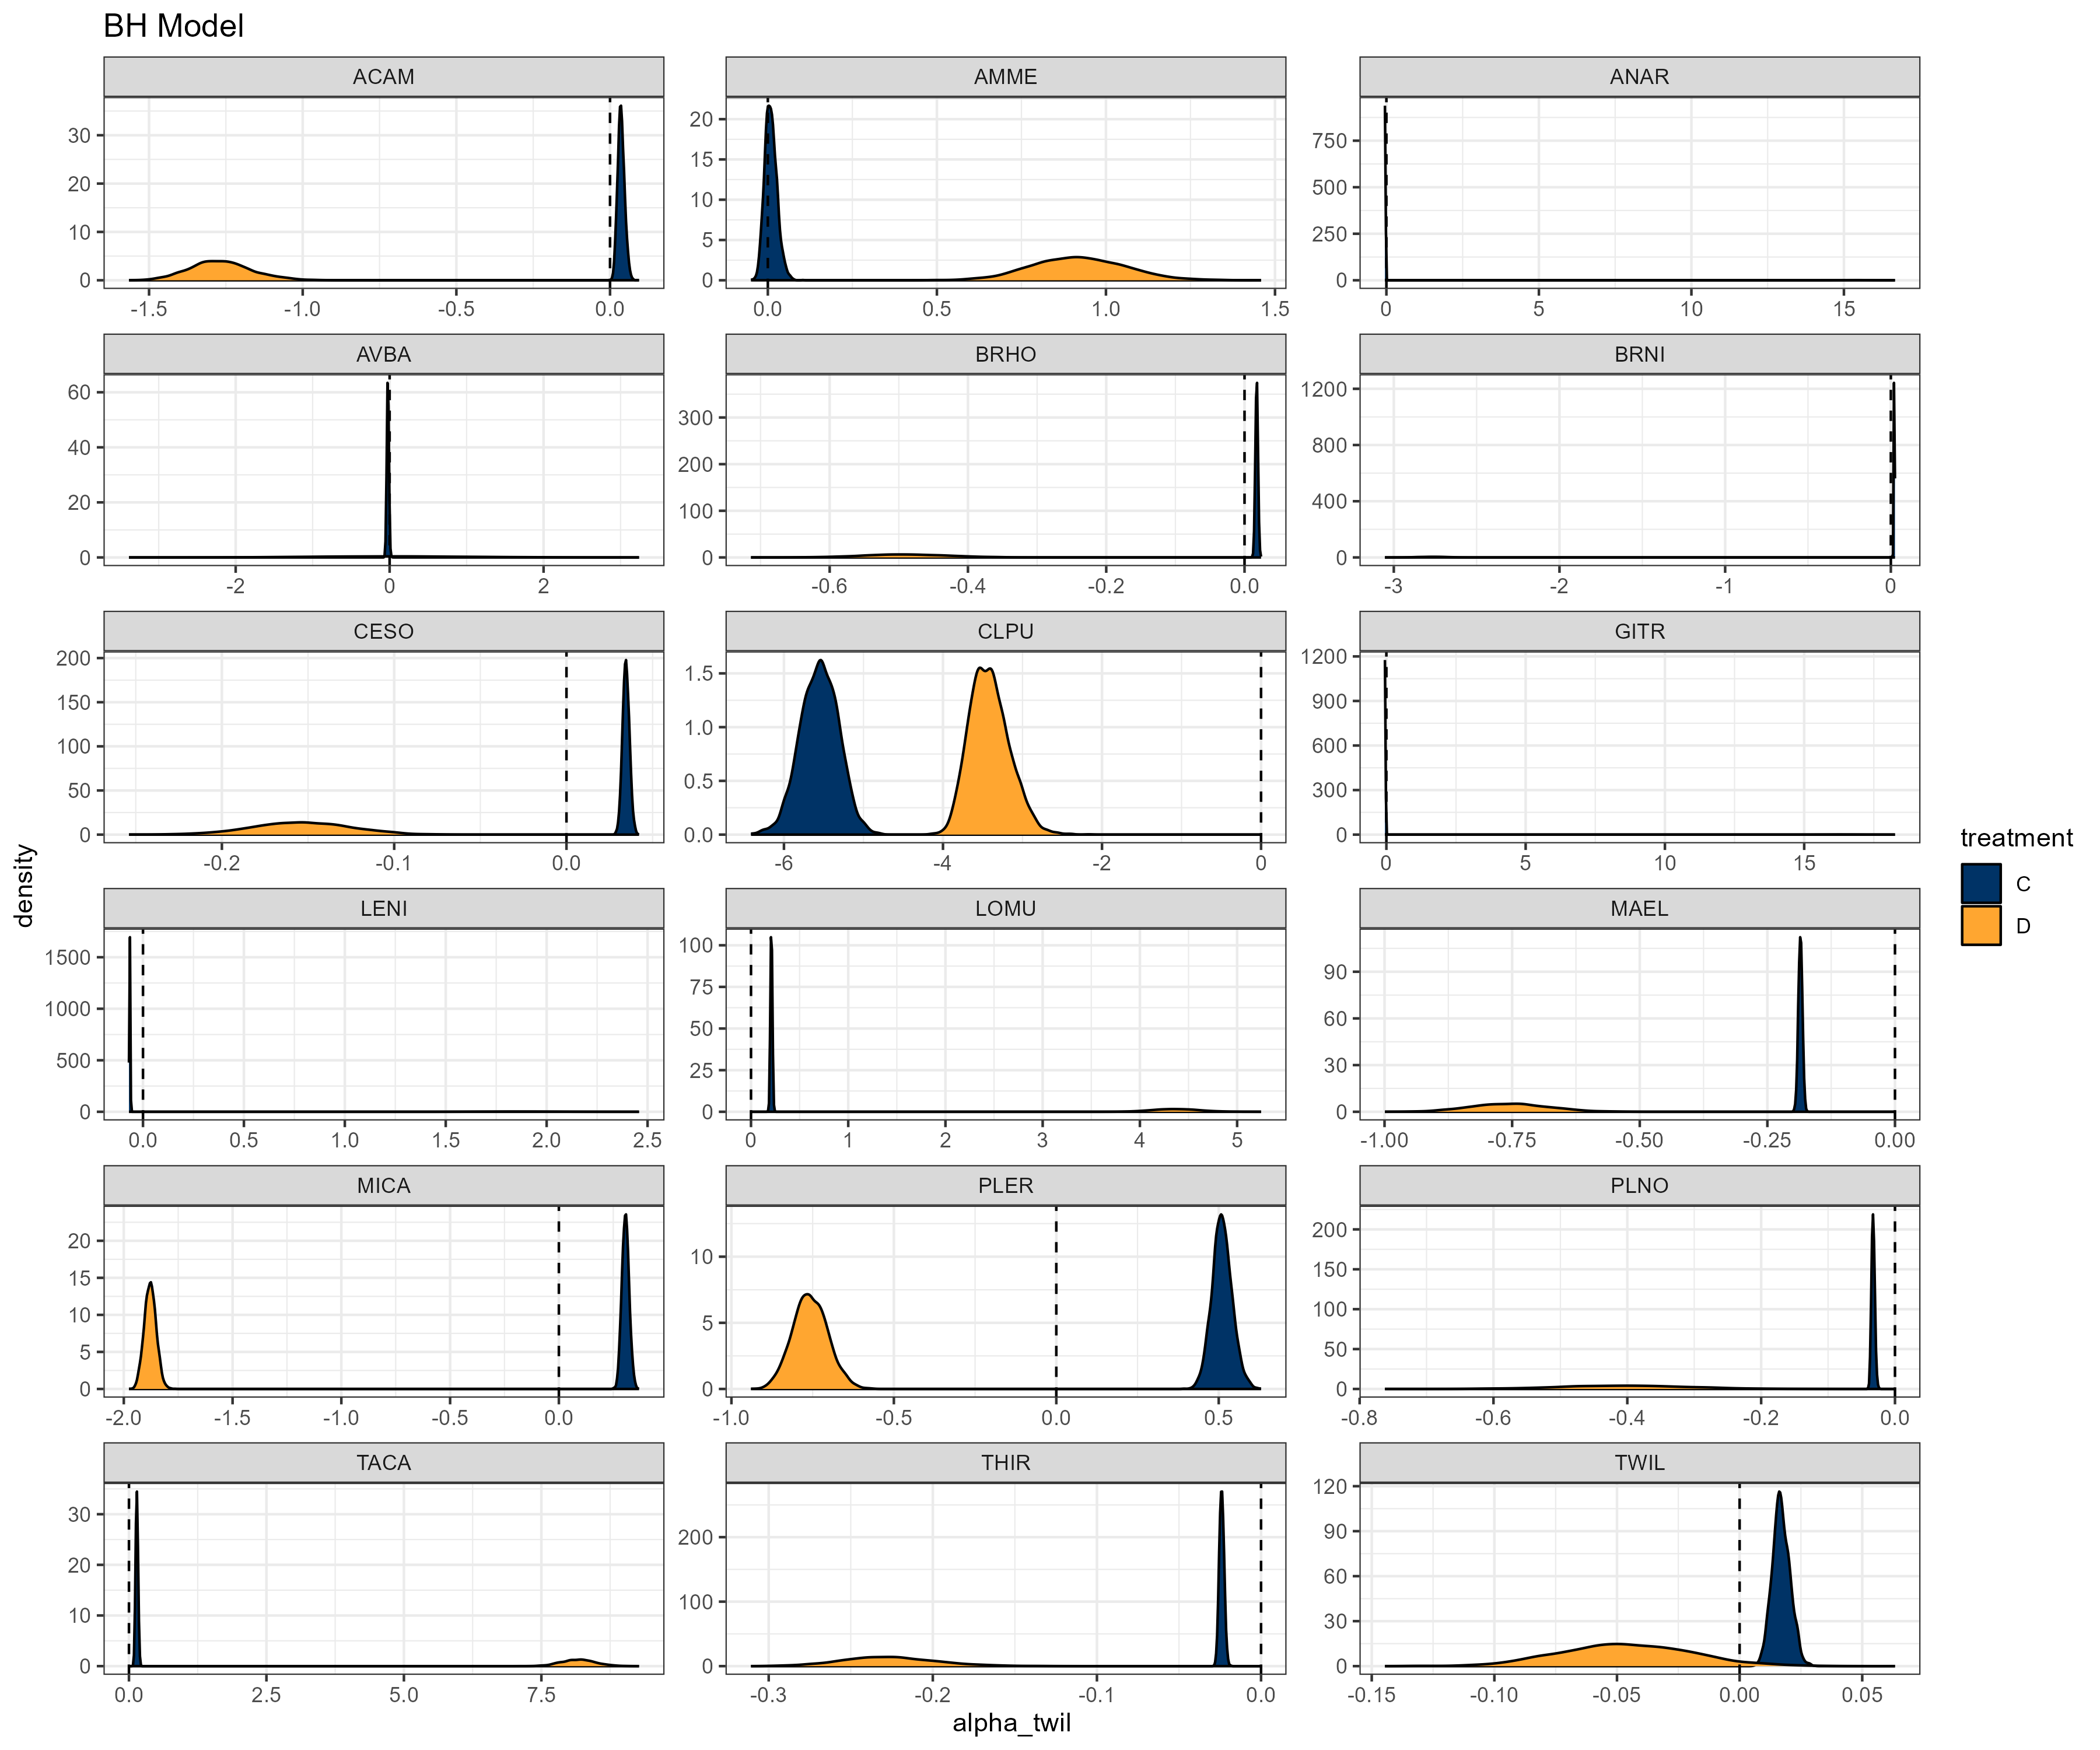 BH Model
ACAM AMME ANAR
30 20 10 0
20 15 10 5 0
750 500 250 0
-1.5 -1.0 -0.5 0.0
0.0 0.5 1.0 1.5
0 5 10 15
AVBA BRHO BRNI
60 40 20 0
300 200 100 0
1200 800 400 0
-2 0 2
-0.6 -0.4 -0.2 0.0
-3 -2 -1 0
CESO CLPU GITR
200 150 100 50 0
1.5 1.0 0.5 0.0
1200 900 600 300 0
-0.2 -0.1 0.0
-6 -4 -2 0
0 5 10 15
density
treatment
C
D
LENI LOMU MAEL
1500 1000 500 0
100 75 50 25 0
90 60 30 0
0.0 0.5 1.0 1.5 2.0 2.5
0 1 2 3 4 5
-1.00 -0.75 -0.50 -0.25 0.00
MICA PLER PLNO
20 15 10 5 0
10 5 0
200 150 100 50 0
-2.0 -1.5 -1.0 -0.5 0.0
-1.0 -0.5 0.0 0.5
-0.8 -0.6 -0.4 -0.2 0.0
TACA THIR TWIL
30 20 10 0
200 100 0
120 90 60 30 0
0.0 2.5 5.0 7.5
-0.3 -0.2 -0.1 0.0
-0.15 -0.10 -0.05 0.00 0.05
alpha_twil